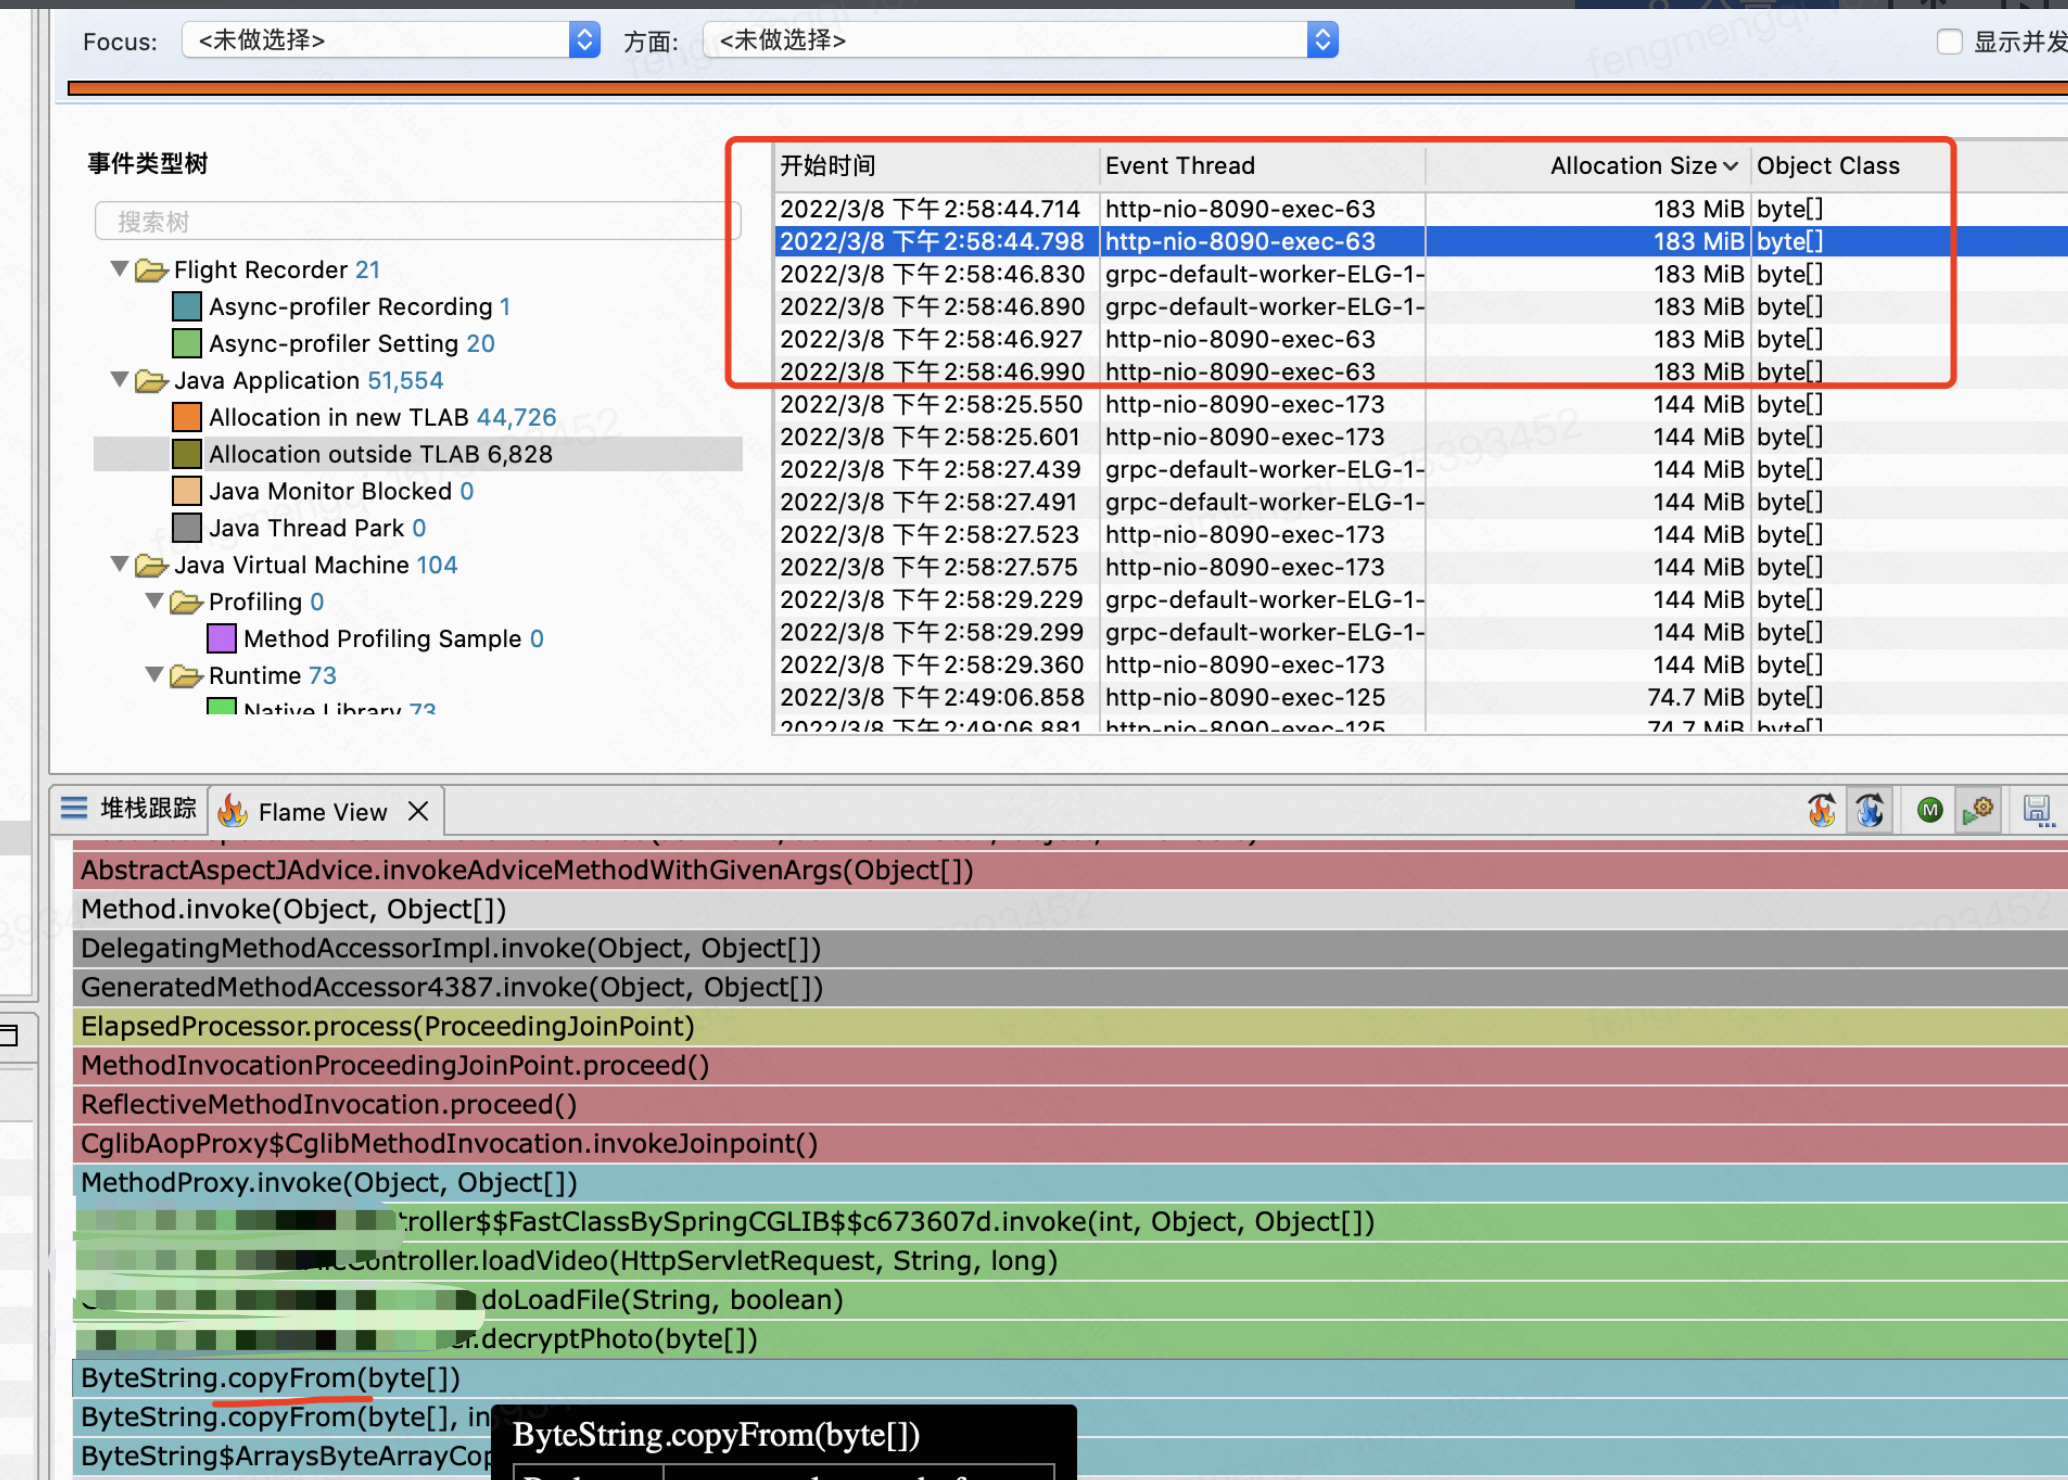 Focus: <未做选择> 方面: <未做选择> 显示并发
事件类型树
搜索树
Flight Recorder 21
Async-profiler Recording 1
Async-profiler Setting 20
Java Application 51,554
Allocation in new TLAB 44,726
Allocation outside TLAB 6,828
Java Monitor Blocked 0
Java Thread Park 0
Java Virtual Machine 104
Profiling 0
Method Profiling Sample 0
Runtime 73
Native Library 73
开始时间 Event Thread Allocation Size Object Class
2022/3/8 下午2:58:44.714 http-nio-8090-exec-63 183 MiB byte[]
2022/3/8 下午2:58:44.798 http-nio-8090-exec-63 183 MiB byte[]
2022/3/8 下午2:58:46.830 grpc-default-worker-ELG-1- 183 MiB byte[]
2022/3/8 下午2:58:46.890 grpc-default-worker-ELG-1- 183 MiB byte[]
2022/3/8 下午2:58:46.927 http-nio-8090-exec-63 183 MiB byte[]
2022/3/8 下午2:58:46.990 http-nio-8090-exec-63 183 MiB byte[]
2022/3/8 下午2:58:25.550 http-nio-8090-exec-173 144 MiB byte[]
2022/3/8 下午2:58:25.601 http-nio-8090-exec-173 144 MiB byte[]
2022/3/8 下午2:58:27.439 grpc-default-worker-ELG-1- 144 MiB byte[]
2022/3/8 下午2:58:27.491 grpc-default-worker-ELG-1- 144 MiB byte[]
2022/3/8 下午2:58:27.523 http-nio-8090-exec-173 144 MiB byte[]
2022/3/8 下午2:58:27.575 http-nio-8090-exec-173 144 MiB byte[]
2022/3/8 下午2:58:29.229 grpc-default-worker-ELG-1- 144 MiB byte[]
2022/3/8 下午2:58:29.299 grpc-default-worker-ELG-1- 144 MiB byte[]
2022/3/8 下午2:58:29.360 http-nio-8090-exec-173 144 MiB byte[]
2022/3/8 下午2:49:06.858 http-nio-8090-exec-125 74.7 MiB byte[]
2022/3/8 下午2:49:06.881 http-nio-8090-exec-125 74.7 MiB byte[]
堆栈跟踪 Flame View
AbstractAspectJAdvice.invokeAdviceMethodWithGivenArgs(Object[])
Method.invoke(Object, Object[])
DelegatingMethodAccessorImpl.invoke(Object, Object[])
GeneratedMethodAccessor4387.invoke(Object, Object[])
ElapsedProcessor.process(ProceedingJoinPoint)
MethodInvocationProceedingJoinPoint.proceed()
ReflectiveMethodInvocation.proceed()
CglibAopProxy$CglibMethodInvocation.invokeJoinpoint()
MethodProxy.invoke(Object, Object[])
troller$$FastClassBySpringCGLIB$$c673607d.invoke(int, Object, Object[])
Controller.loadVideo(HttpServletRequest, String, long)
doLoadFile(String, boolean)
.decryptPhoto(byte[])
ByteString.copyFrom(byte[])
ByteString.copyFrom(byte[], in
ByteString$ArraysByteArrayCop
ByteString.copyFrom(byte[])